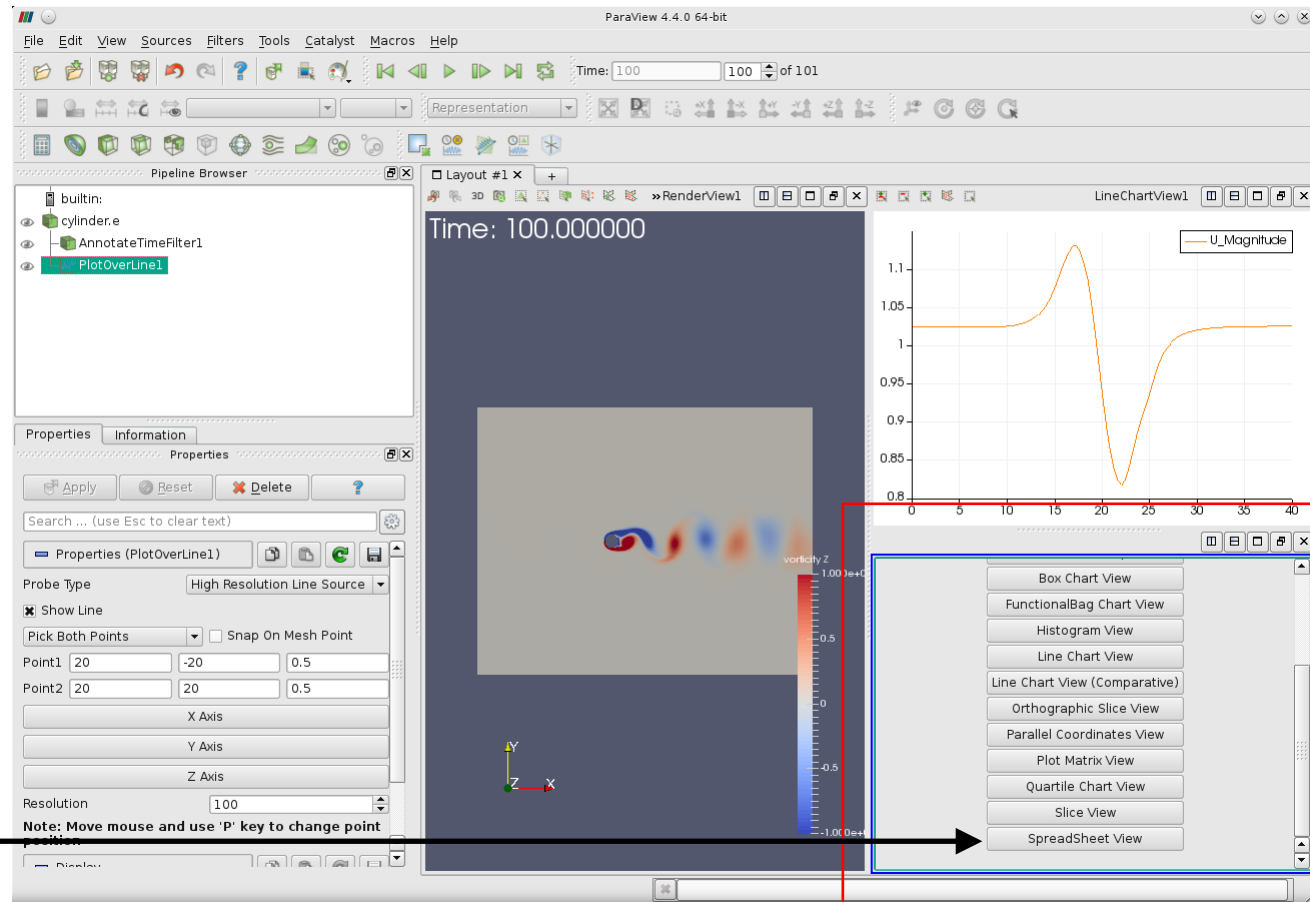 ParaView 4.4.0 64-bit
File Edit View Sources Filters Tools Catalyst Macros Help
Time: 100 100 of 101
Representation
Pipeline Browser
builtin:
cylinder.e
AnnotateTimeFilter1
PlotOverLine1
Properties Information
Properties
Apply Reset Delete ?
Search ... (use Esc to clear text)
Properties (PlotOverLine1)
Probe Type High Resolution Line Source
Show Line
Pick Both Points Snap On Mesh Point
Point1 20 -20 0.5
Point2 20 20 0.5
X Axis
Y Axis
Z Axis
Resolution 100
Note: Move mouse and use 'P' key to change point
position
Display
Layout #1 +
3D »RenderView1
Time: 100.000000
vorticity Z
1.000e+0
0.5
0
-0.5
-1.000e+0
Y
Z X
LineChartView1
U_Magnitude
1.1
1.05
1
0.95
0.9
0.85
0.8
0 5 10 15 20 25 30 35 40
Box Chart View
FunctionalBag Chart View
Histogram View
Line Chart View
Line Chart View (Comparative)
Orthographic Slice View
Parallel Coordinates View
Plot Matrix View
Quartile Chart View
Slice View
SpreadSheet View